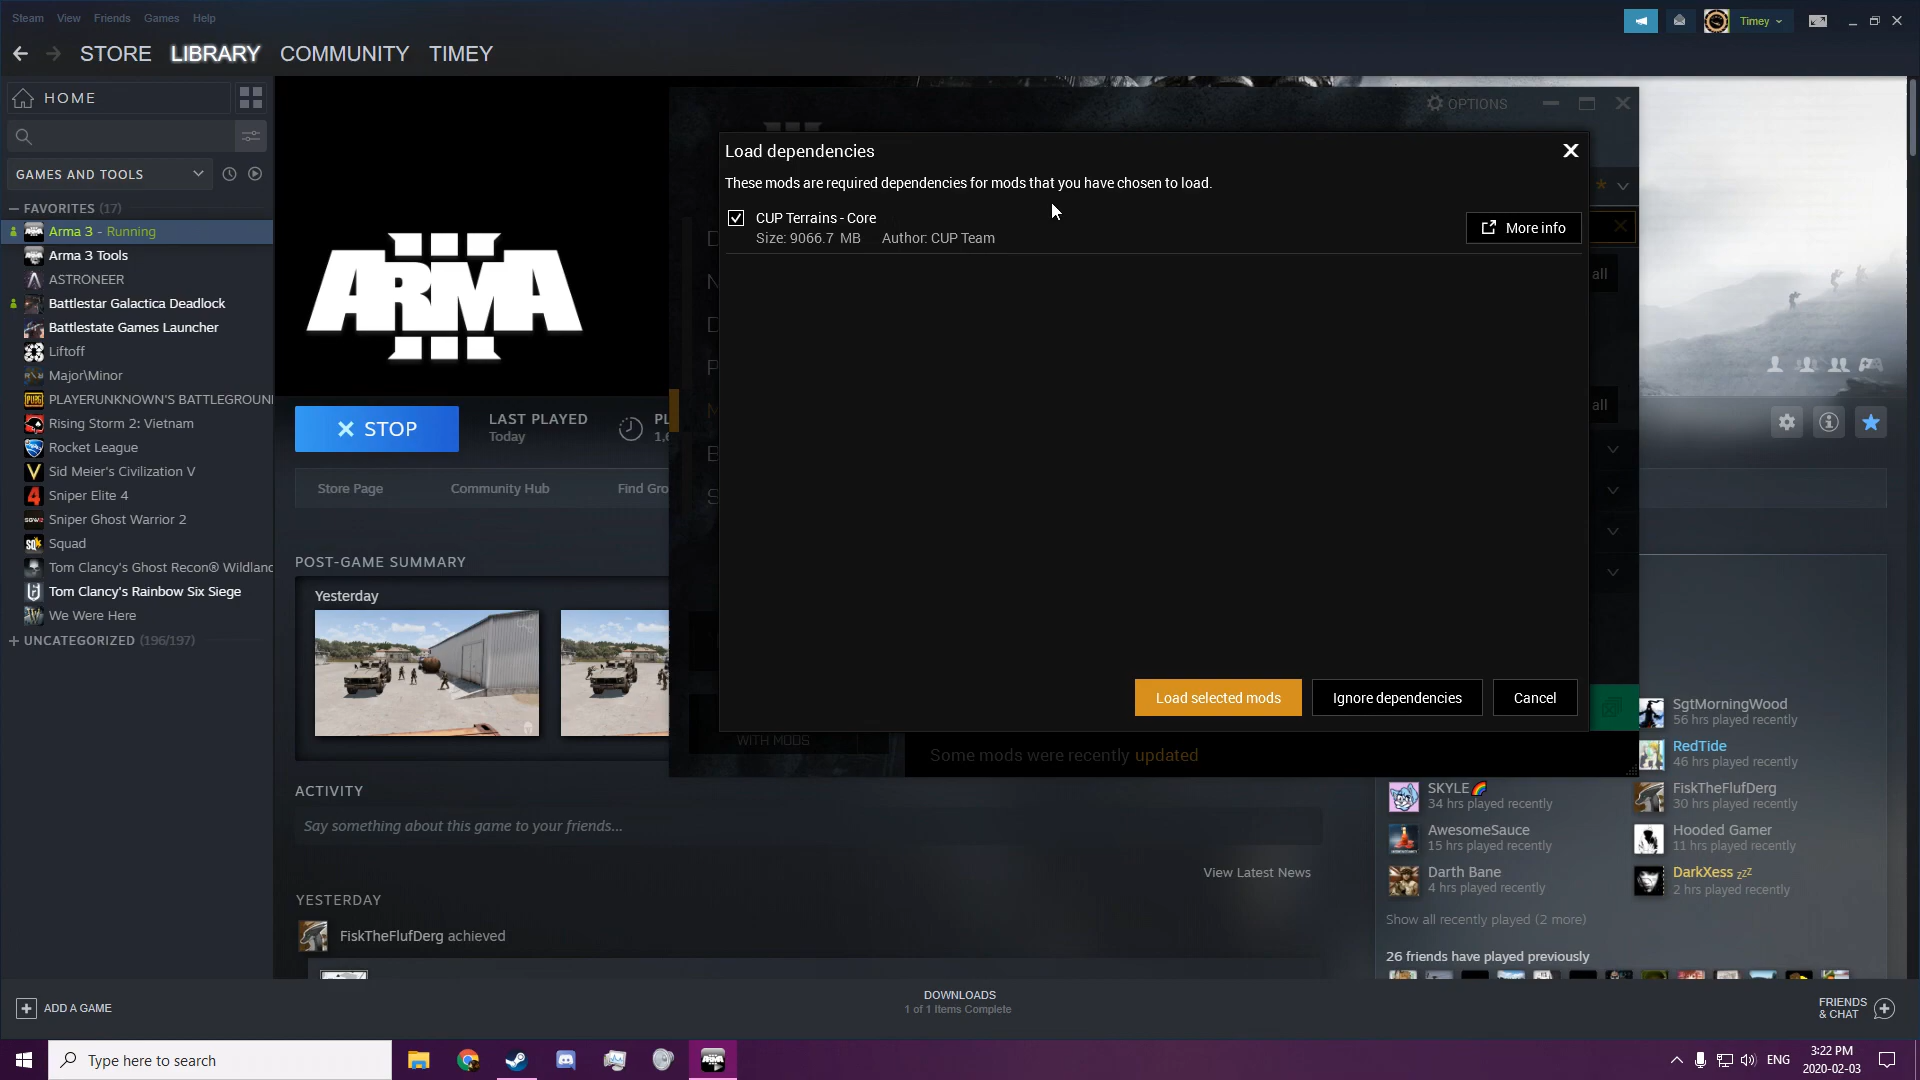 Steam View Friends Games Help
Timey
STORE LIBRARY COMMUNITY TIMEY
HOME
GAMES AND TOOLS
FAVORITES (17)
Arma 3 - Running
Arma 3 Tools
ASTRONEER
Battlestar Galactica Deadlock
Battlestate Games Launcher
Liftoff
Major\Minor
PLAYERUNKNOWN'S BATTLEGROUN
Rising Storm 2: Vietnam
Rocket League
Sid Meier's Civilization V
Sniper Elite 4
Sniper Ghost Warrior 2
Squad
Tom Clancy's Ghost Recon® Wildlanc
Tom Clancy's Rainbow Six Siege
We Were Here
UNCATEGORIZED (196/197)
ARMA
III
STOP
LAST PLAYED
Today
PL
1,6
Store Page Community Hub Find Gro
POST-GAME SUMMARY
Yesterday
ACTIVITY
Say something about this game to your friends...
View Latest News
YESTERDAY
FiskTheFlufDerg achieved
OPTIONS
Load dependencies
These mods are required dependencies for mods that you have chosen to load.
CUP Terrains - Core
Size: 9066.7 MB Author: CUP Team
More info
all
all
Load selected mods Ignore dependencies Cancel
WITH MODS
Some mods were recently updated
SgtMorningWood
56 hrs played recently
RedTide
46 hrs played recently
SKYLE🌈
34 hrs played recently
FiskTheFlufDerg
30 hrs played recently
AwesomeSauce
15 hrs played recently
Hooded Gamer
11 hrs played recently
Darth Bane
4 hrs played recently
DarkXess zzZ
2 hrs played recently
Show all recently played (2 more)
26 friends have played previously
ADD A GAME
DOWNLOADS
1 of 1 Items Complete
FRIENDS
& CHAT
Type here to search
ENG
3:22 PM
2020-02-03